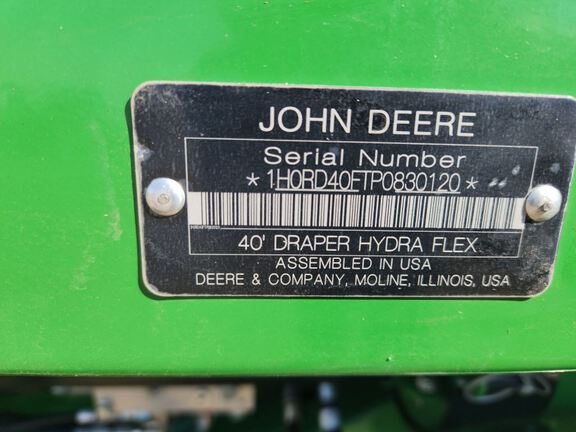 JOHN DEERE
Serial Number
*1H0RD40FTP0830120*
40' DRAPER HYDRA FLEX
ASSEMBLED IN USA
DEERE & COMPANY, MOLINE, ILLINOIS, USA